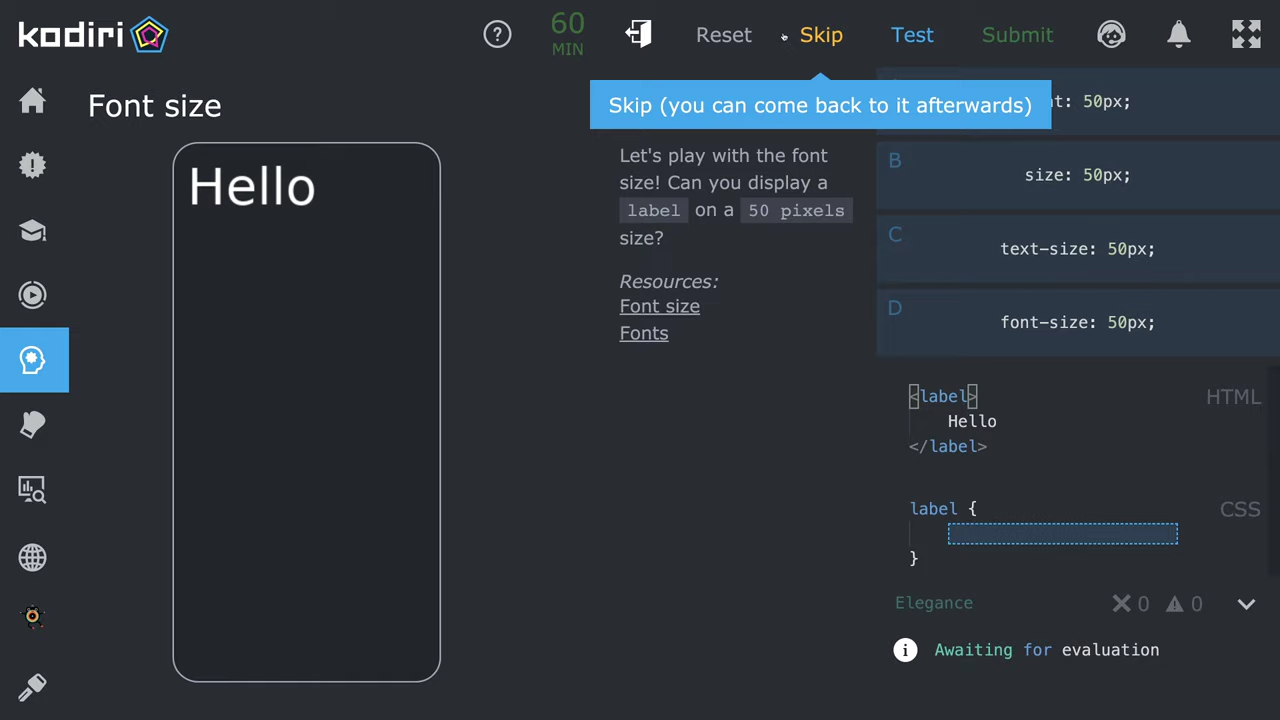 kodiri
60
MIN
Reset
Skip
Test
Submit
Font size
Skip (you can come back to it afterwards)
50px;
Hello
Let's play with the font
size! Can you display a
label on a 50 pixels
size?
Resources:
Font size
Fonts
B
size: 50px;
C
text-size: 50px;
D
font-size: 50px;
<label>
HTML
Hello
</label>
label {
CSS
}
Elegance
0
0
Awaiting for evaluation